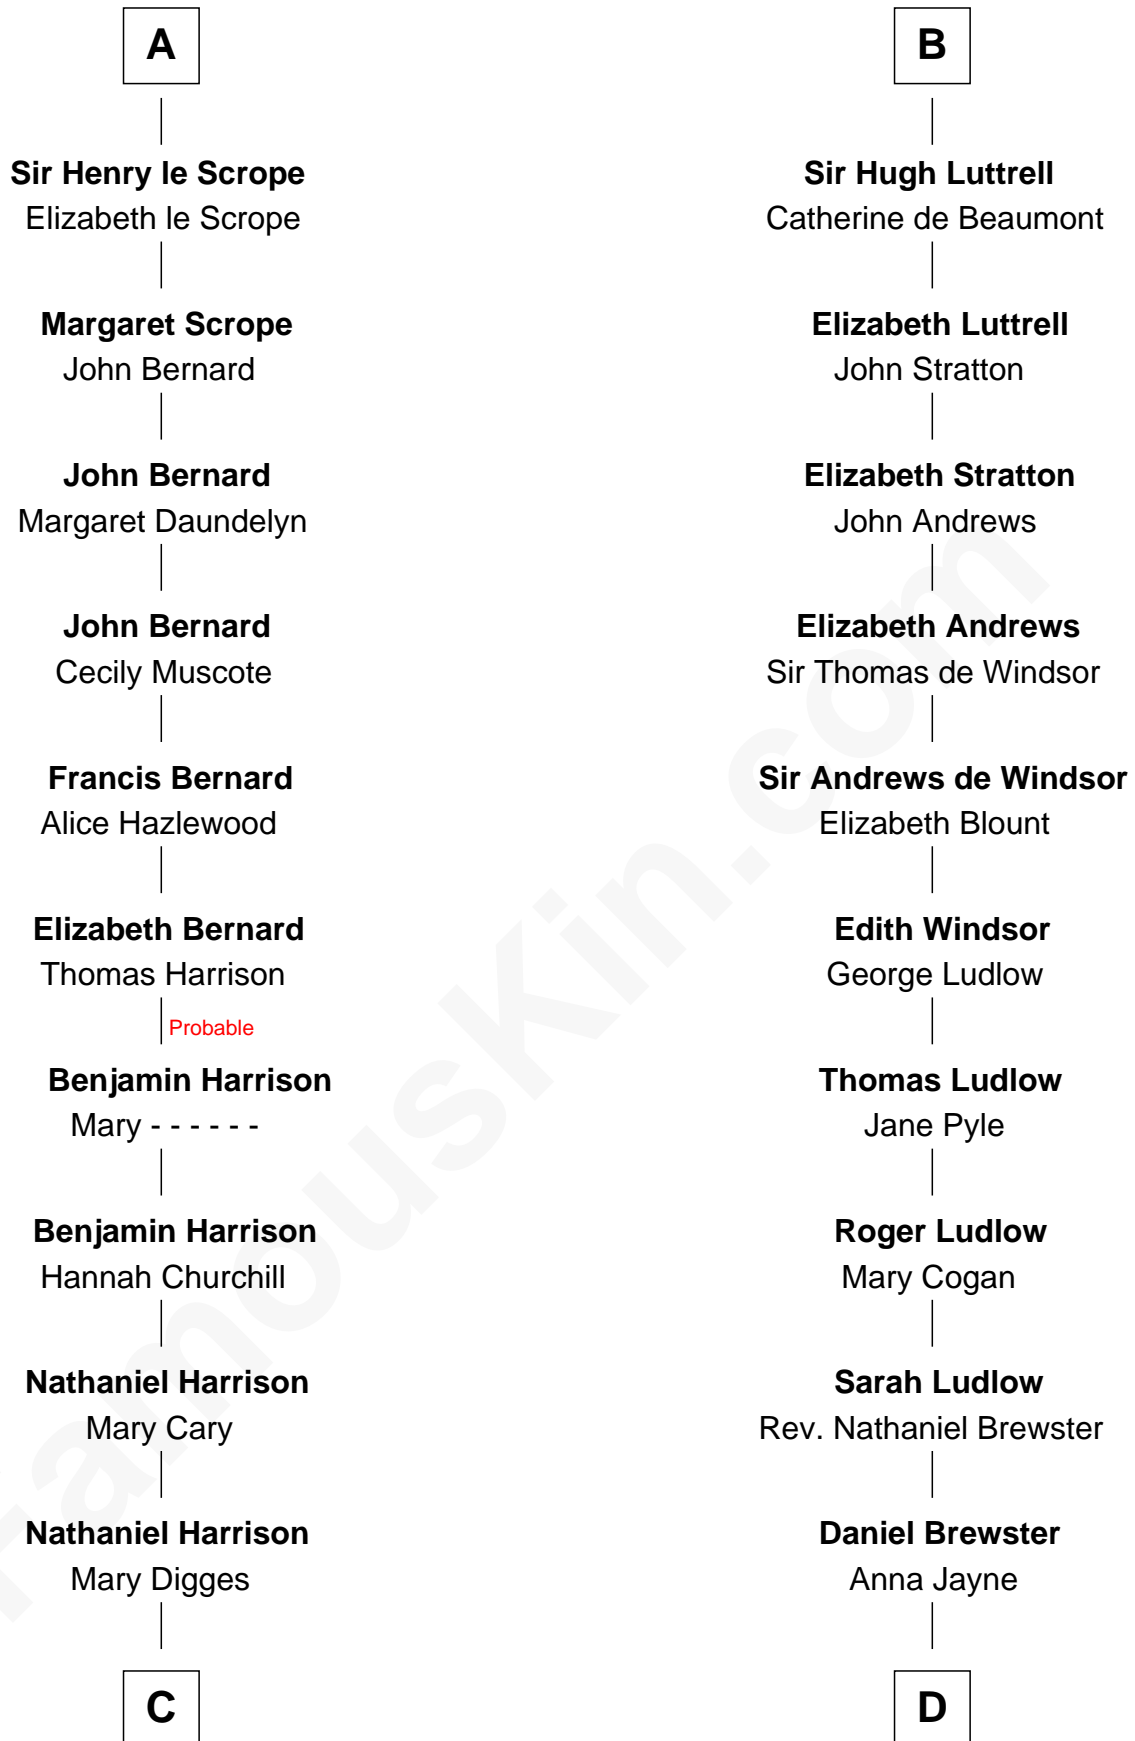 A
Sir Henry le Scrope
Elizabeth le Scrope
Margaret Scrope
John Bernard
John Bernard
Margaret Daundelyn
John Bernard
Cecily Muscote
Francis Bernard
Alice Hazlewood
Elizabeth Bernard
Thomas Harrison
Probable
Benjamin Harrison
Mary - - - - - -
Benjamin Harrison
Hannah Churchill
Nathaniel Harrison
Mary Cary
Nathaniel Harrison
Mary Digges
C
B
Sir Hugh Luttrell
Catherine de Beaumont
Elizabeth Luttrell
John Stratton
Elizabeth Stratton
John Andrews
Elizabeth Andrews
Sir Thomas de Windsor
Sir Andrews de Windsor
Elizabeth Blount
Edith Windsor
George Ludlow
Thomas Ludlow
Jane Pyle
Roger Ludlow
Mary Cogan
Sarah Ludlow
Rev. Nathaniel Brewster
Daniel Brewster
Anna Jayne
D
FamousKin.com